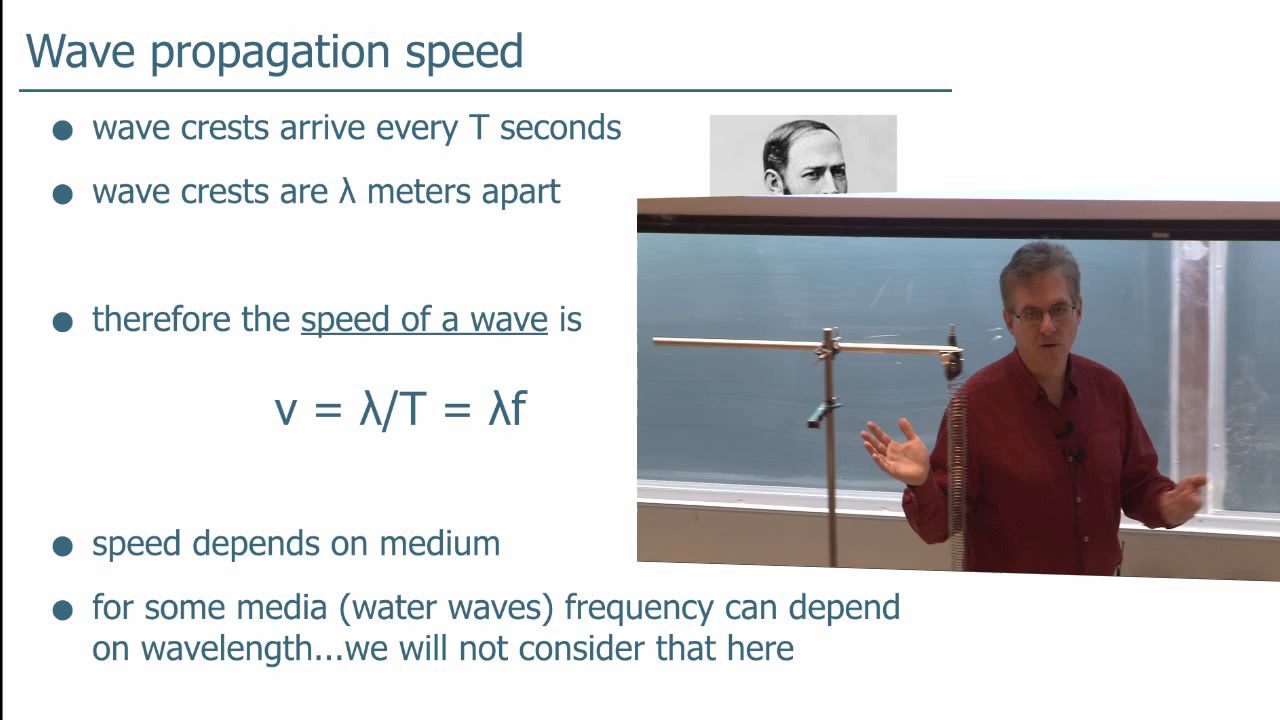 Wave propagation speed
● wave crests arrive every T seconds
● wave crests are λ meters apart
● therefore the speed of a wave is
v = λ/T = λf
● speed depends on medium
● for some media (water waves) frequency can depend
on wavelength...we will not consider that here